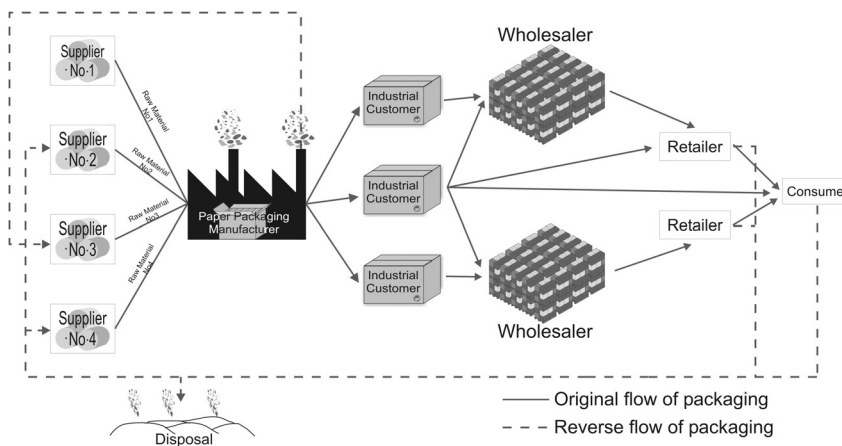 Supplier
·No·1
Raw Material
No1
Supplier
·No·2
Raw Material
No2
Supplier
·No·3
Raw Material
No3
Supplier
·No·4
Raw Material
No4
Paper Packaging
Manufacturer
Industrial
Customer
Industrial
Customer
Industrial
Customer
Wholesaler
Wholesaler
Retailer
Retailer
Consume
Disposal
Original flow of packaging
Reverse flow of packaging